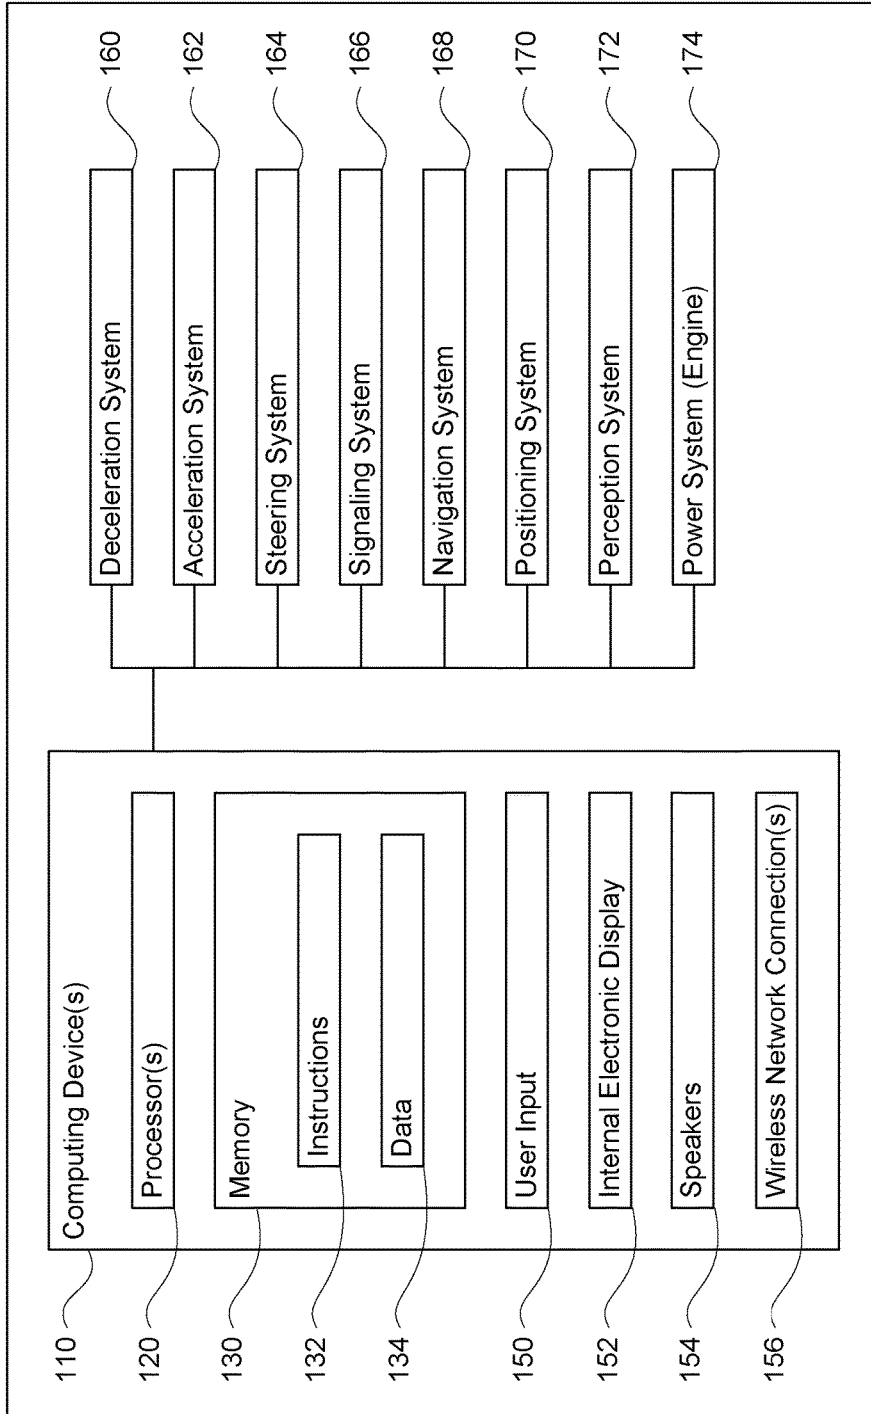 110
Computing Device(s)
120
Processor(s)
130
Memory
132
Instructions
134
Data
150
User Input
152
Internal Electronic Display
154
Speakers
156
Wireless Network Connection(s)
Deceleration System
160
Acceleration System
162
Steering System
164
Signaling System
166
Navigation System
168
Positioning System
170
Perception System
172
Power System (Engine)
174